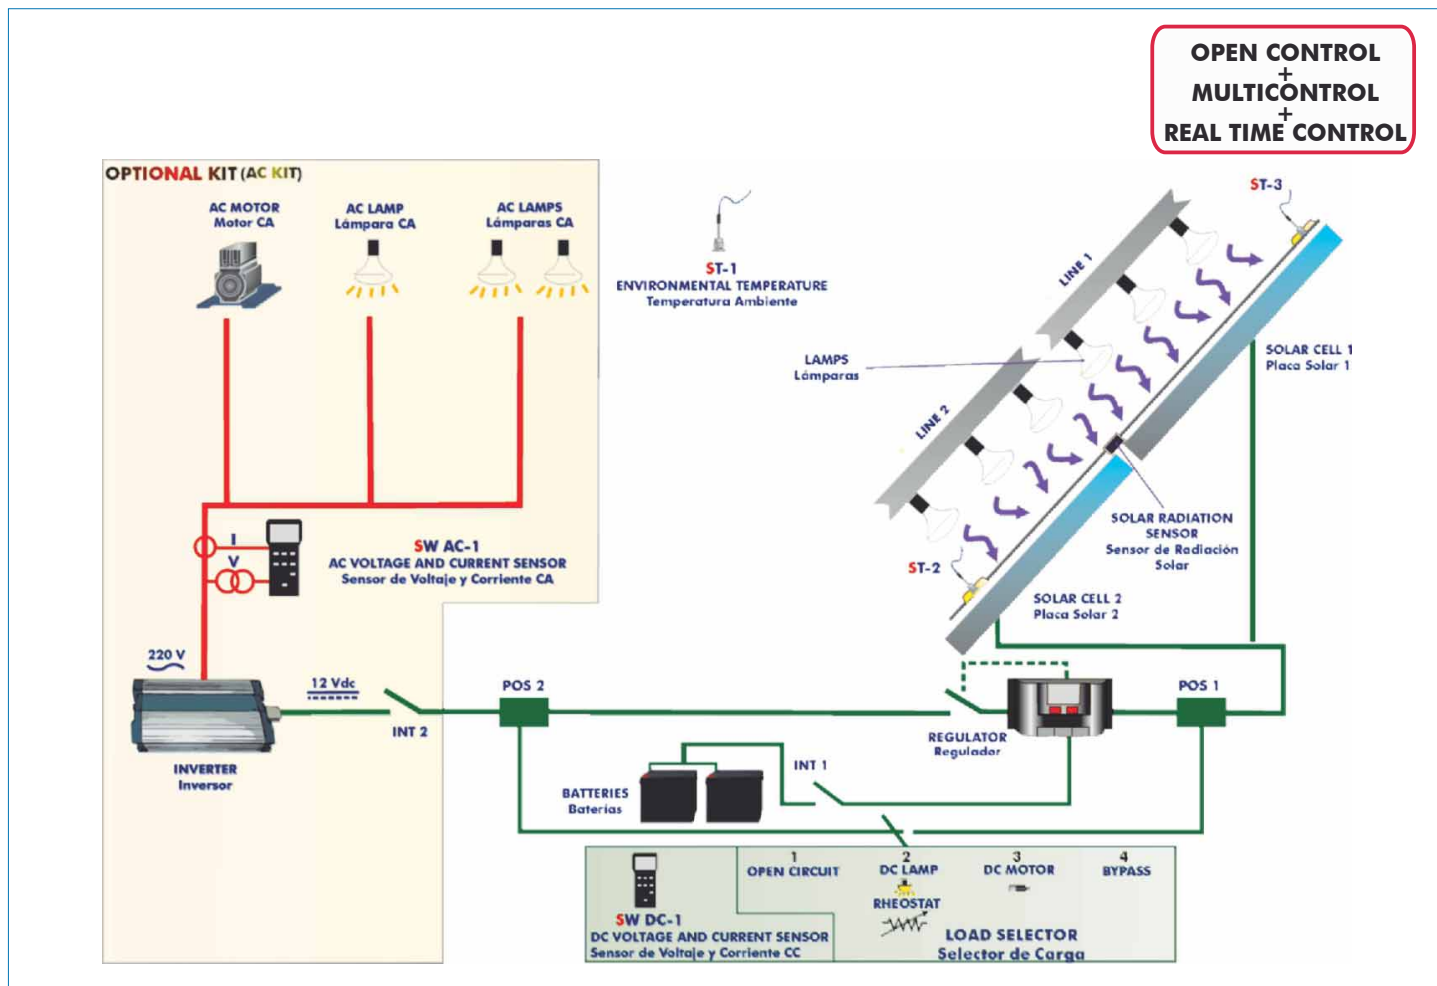 OPEN CONTROL
+
MULTICONTROL
+
REAL TIME CONTROL
OPTIONAL KIT (AC KIT)
AC MOTOR
Motor CA
AC LAMP
Lámpara CA
AC LAMPS
Lámparas CA
ST-1
ENVIRONMENTAL TEMPERATURE
Temperatura Ambiente
ST-3
LINE 1
LAMPS
Lámparas
SOLAR CELL 1
Placa Solar 1
LINE 2
SOLAR RADIATION
SENSOR
Sensor de Radiación
Solar
I
V
SW AC-1
AC VOLTAGE AND CURRENT SENSOR
Sensor de Voltaje y Corriente CA
ST-2
SOLAR CELL 2
Placa Solar 2
220 V
12 Vdc
INT 2
POS 2
POS 1
REGULATOR
Regulador
INVERTER
Inversor
INT 1
BATTERIES
Baterías
1
OPEN CIRCUIT
2
DC LAMP
RHEOSTAT
3
DC MOTOR
4
BYPASS
SW DC-1
DC VOLTAGE AND CURRENT SENSOR
Sensor de Voltaje y Corriente CC
LOAD SELECTOR
Selector de Carga